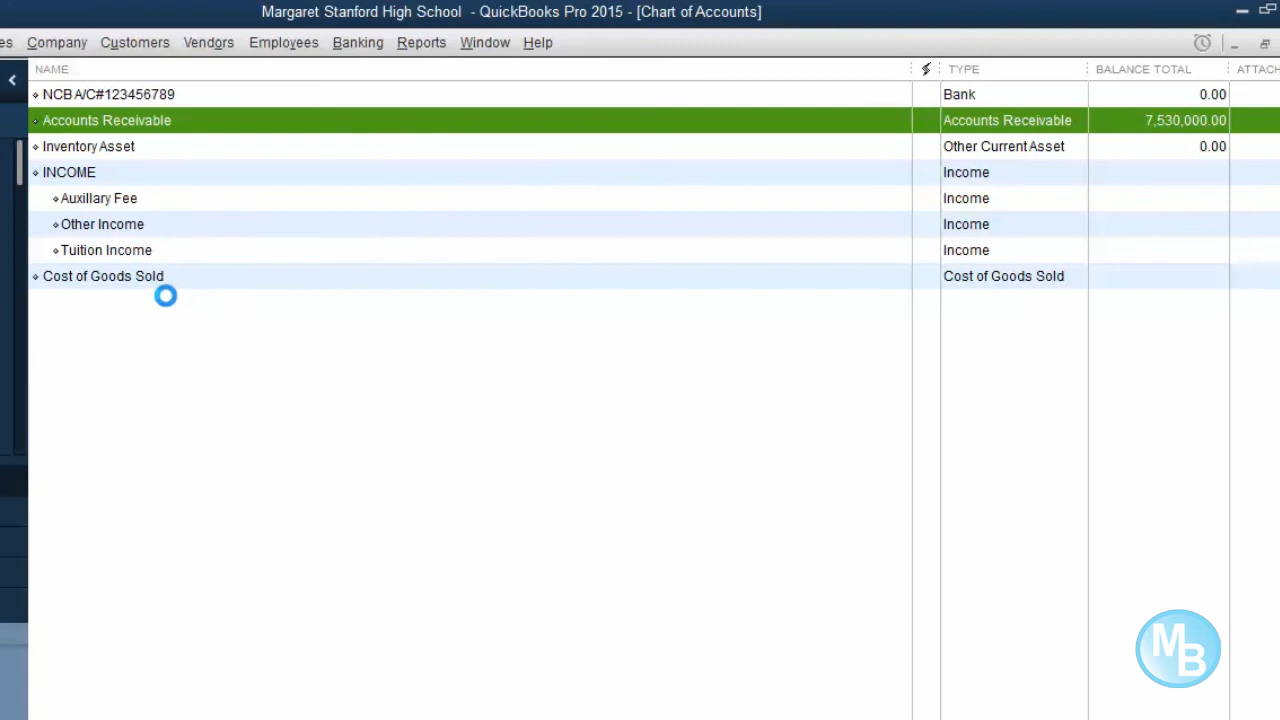 Margaret Stanford High School - QuickBooks Pro 2015 - [Chart of Accounts]
es Company Customers Vendors Employees Banking Reports Window Help
NAME TYPE BALANCE TOTAL ATTACH
NCB A/C#123456789 Bank 0.00
Accounts Receivable Accounts Receivable 7,530,000.00
Inventory Asset Other Current Asset 0.00
INCOME Income
Auxillary Fee Income
Other Income Income
Tuition Income Income
Cost of Goods Sold Cost of Goods Sold
MB